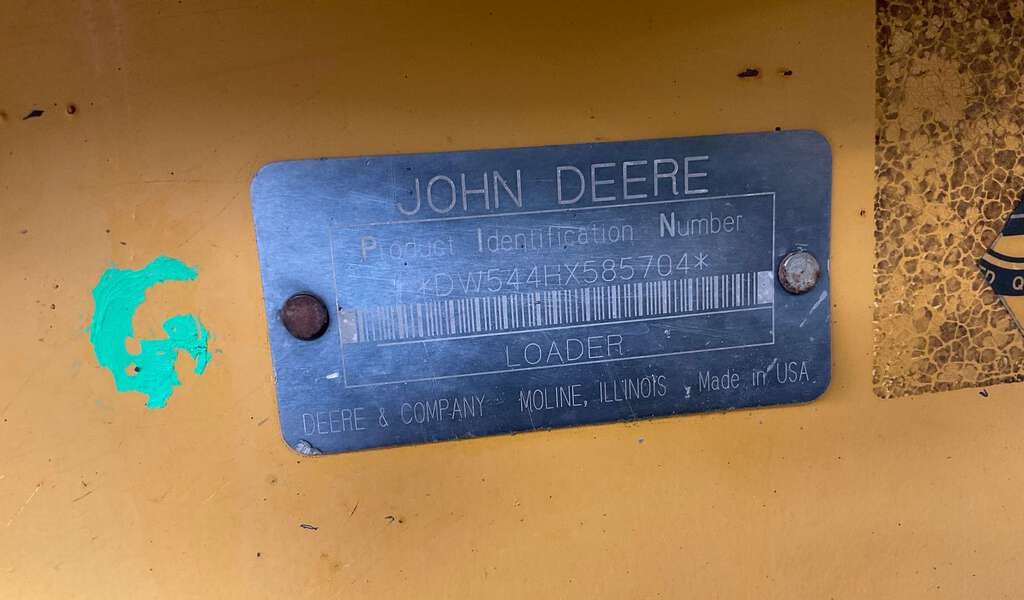 JOHN DEERE
Product Identification Number
*DW544HX585704*
LOADER
DEERE & COMPANY MOLINE, ILLINOIS Made in USA